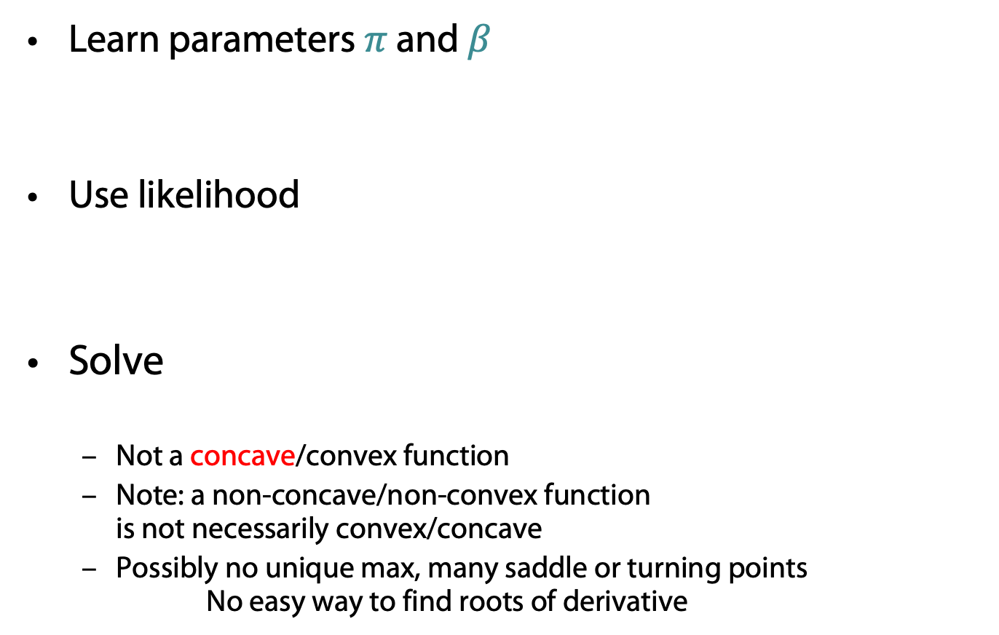 • Learn parameters π and β
• Use likelihood
• Solve
– Not a concave/convex function
– Note: a non-concave/non-convex function
is not necessarily convex/concave
– Possibly no unique max, many saddle or turning points
No easy way to find roots of derivative